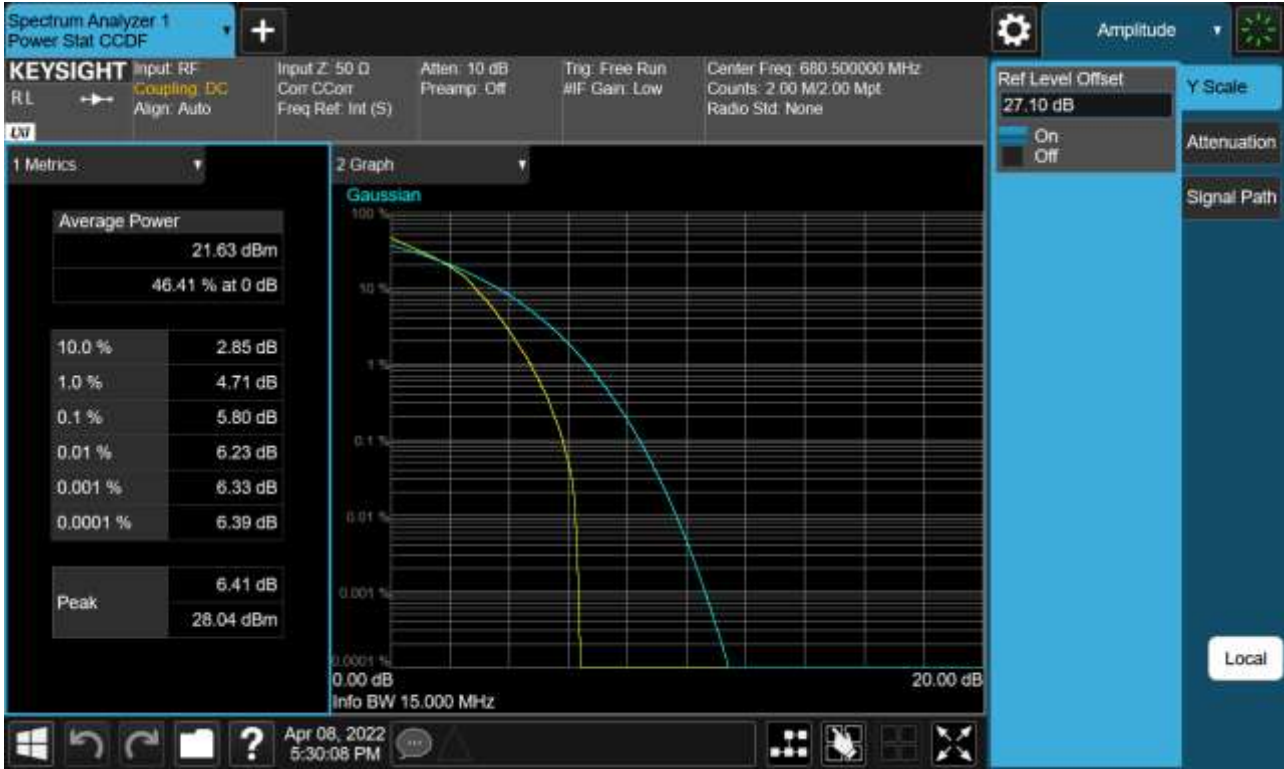 Spectrum Analyzer 1
Power Stat CCDF
+
Amplitude
KEYSIGHT
RL
LXI
Input: RF
Coupling: DC
Align: Auto
Input Z: 50 Ω
Corr CCorr
Freq Ref: Int (S)
Atten: 10 dB
Preamp: Off
Trig: Free Run
#IF Gain: Low
Center Freq: 680.500000 MHz
Counts: 2.00 M/2.00 Mpt
Radio Std: None
Ref Level Offset
27.10 dB
On
Off
Y Scale
Attenuation
Signal Path
Local
1 Metrics
Average Power
21.63 dBm
46.41 % at 0 dB
10.0 % 2.85 dB
1.0 % 4.71 dB
0.1 % 5.80 dB
0.01 % 6.23 dB
0.001 % 6.33 dB
0.0001 % 6.39 dB
Peak
6.41 dB
28.04 dBm
2 Graph
Gaussian
100 %
10 %
1 %
0.1 %
0.01 %
0.001 %
0.0001 %
0.00 dB 20.00 dB
Info BW 15.000 MHz
?
Apr 08, 2022
5:30:08 PM